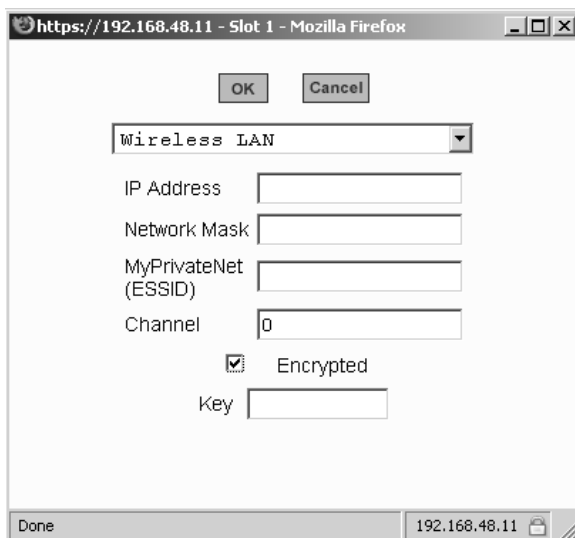 https://192.168.48.11 - Slot 1 - Mozilla Firefox
OK Cancel
Wireless LAN
IP Address
Network Mask
MyPrivateNet
(ESSID)
Channel 0
Encrypted
Key
Done 192.168.48.11